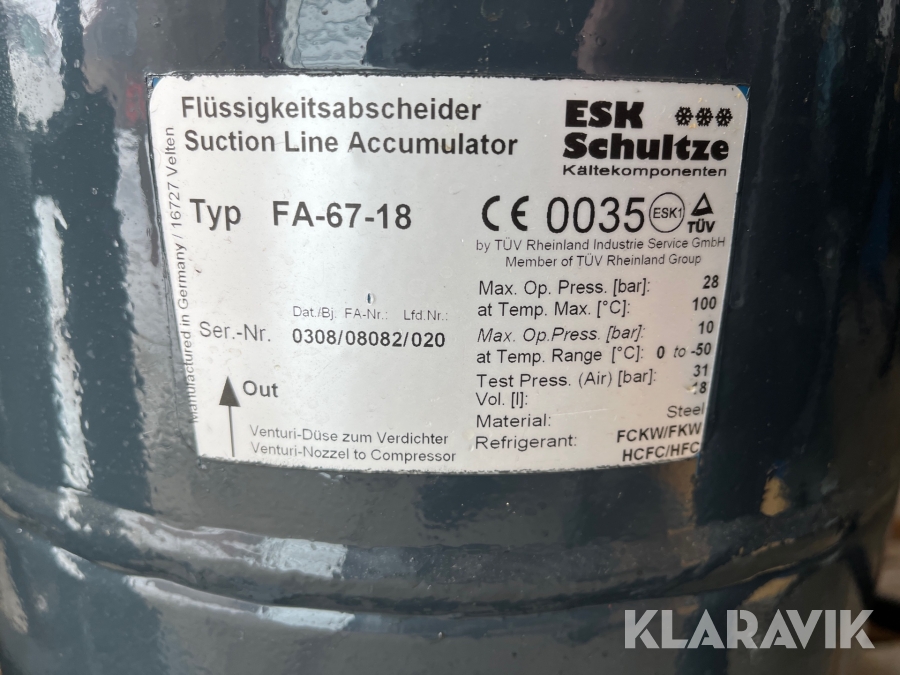 Flüssigkeitsabscheider
Suction Line Accumulator
ESK
Schultze
Kältekomponenten
Manufactured in Germany / 16727 Velten
Typ FA-67-18
CE 0035 ESK1 TÜV
by TÜV Rheinland Industrie Service GmbH
Member of TÜV Rheinland Group
Dat./Bj. FA-Nr.: Lfd.Nr.:
Ser.-Nr. 0308/08082/020
Max. Op. Press. [bar]: 28
at Temp. Max. [°C]: 100
Max. Op.Press. [bar]: 10
at Temp. Range [°C]: 0 to -50
Test Press. (Air) [bar]: 31
Vol. [l]: 18
Material: Steel
Refrigerant: FCKW/FKW
HCFC/HFC
Out
Venturi-Düse zum Verdichter
Venturi-Nozzel to Compressor
KLARAVIK